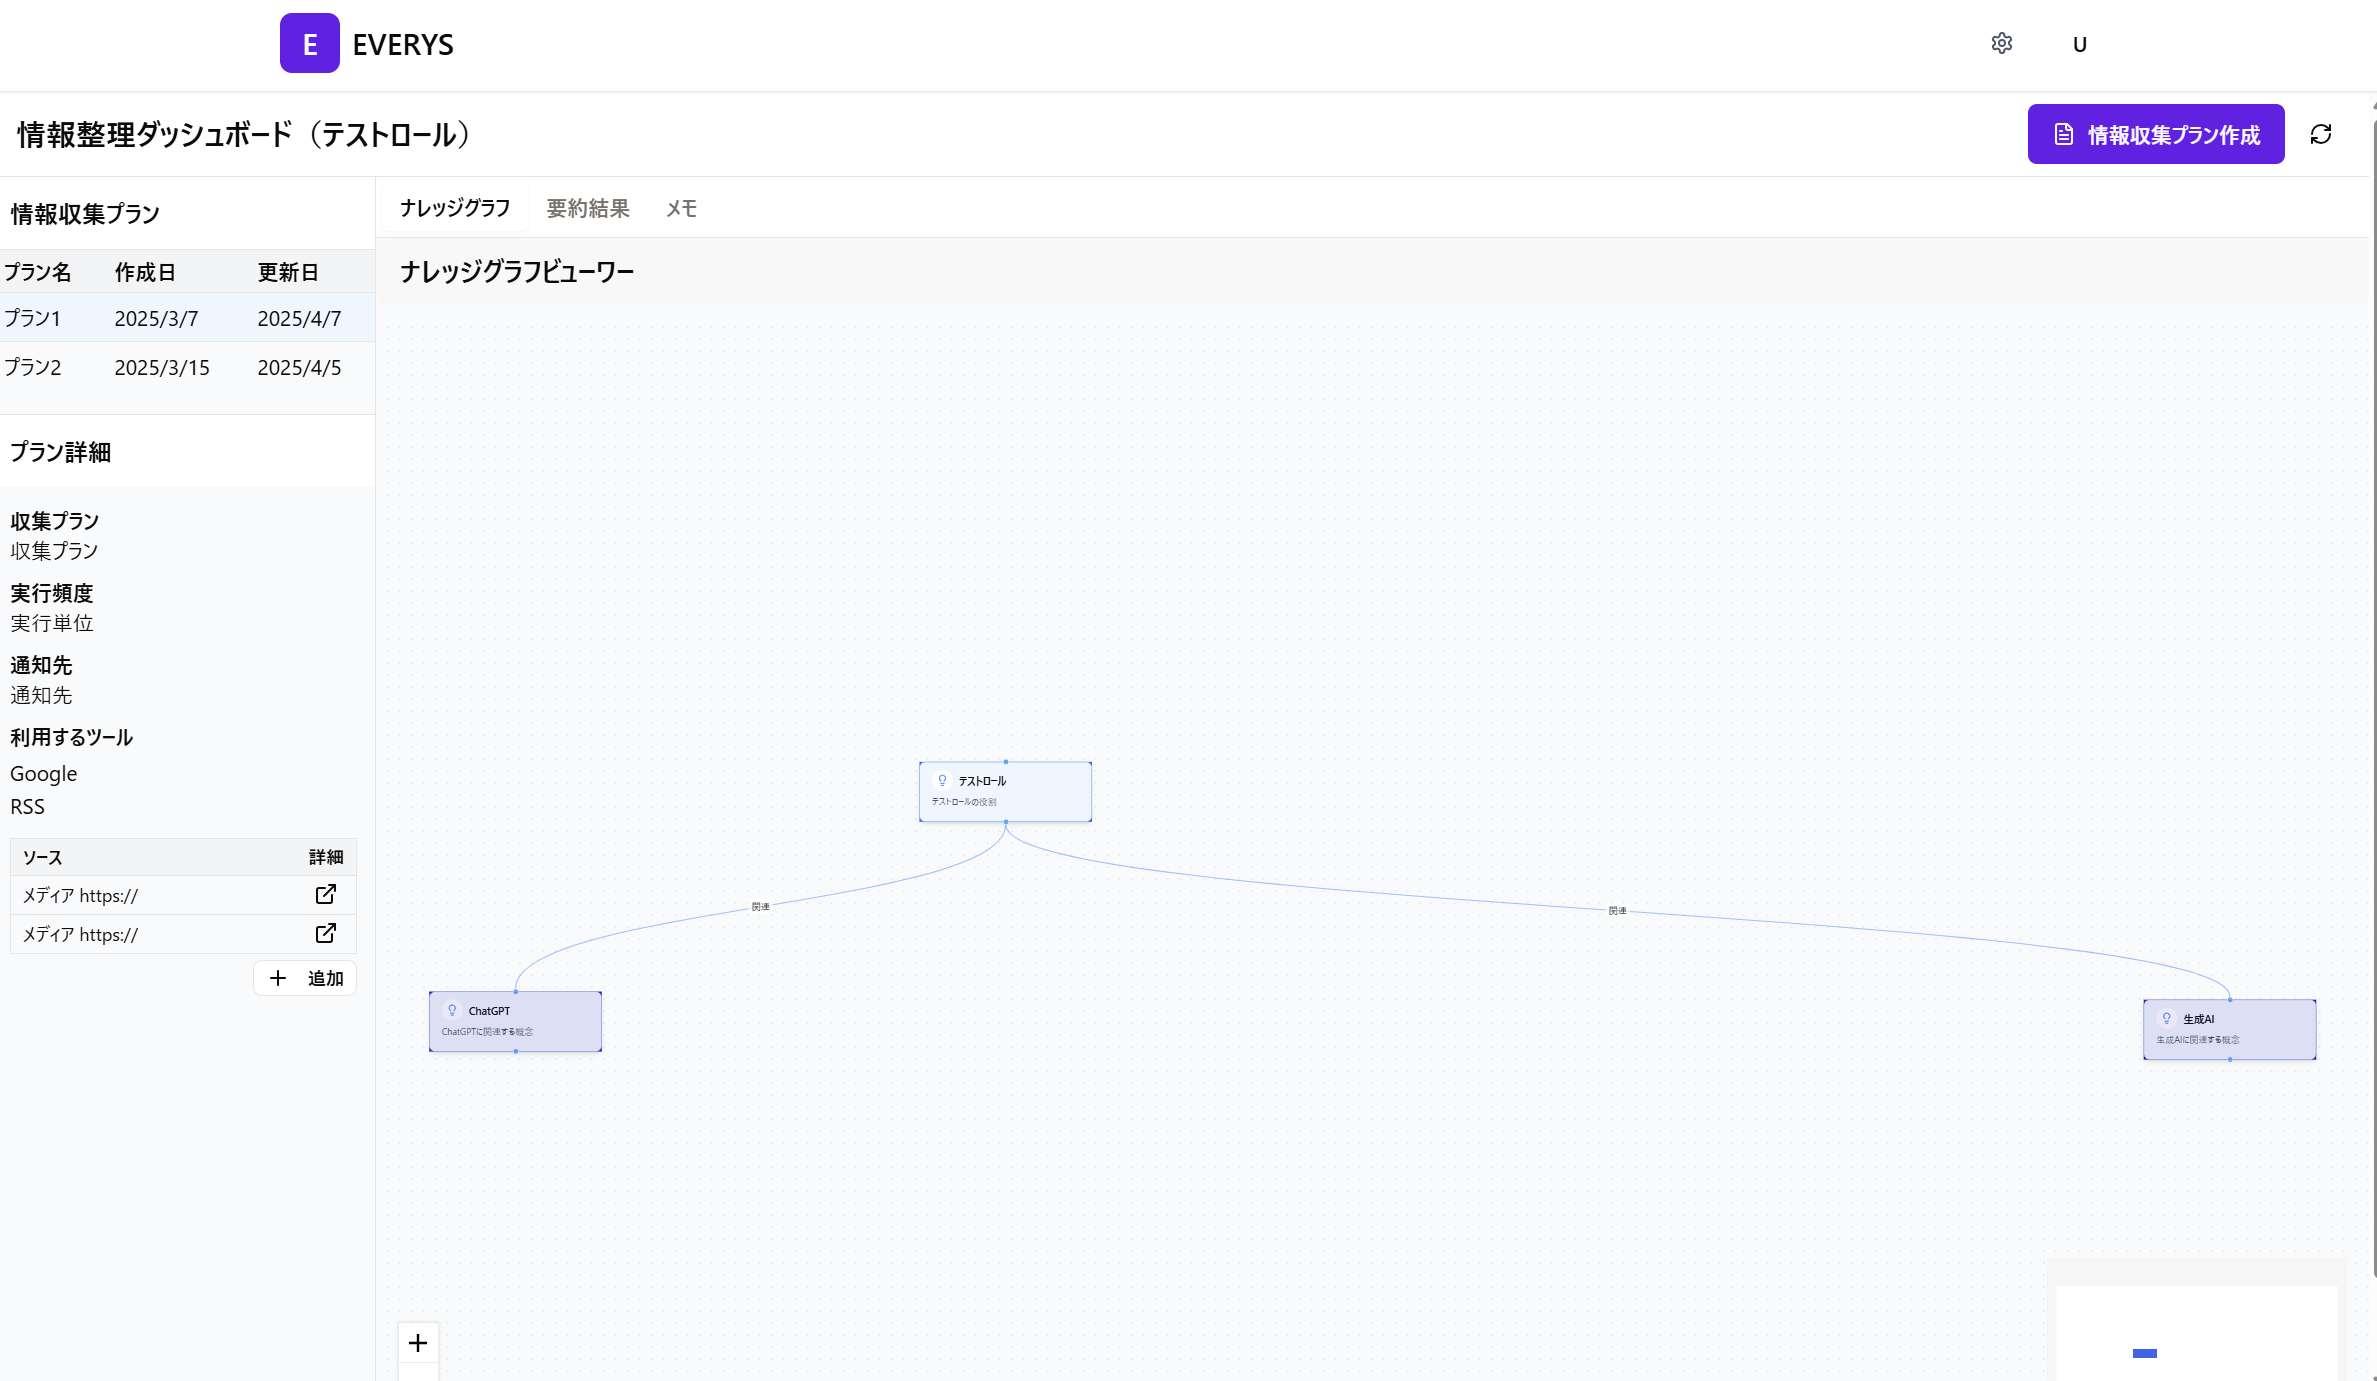 E EVERYS
U
情報整理ダッシュボード（テストロール）
情報収集プラン作成
情報収集プラン
プラン名 作成日 更新日
プラン1 2025/3/7 2025/4/7
プラン2 2025/3/15 2025/4/5
プラン詳細
収集プラン
収集プラン
実行頻度
実行単位
通知先
通知先
利用するツール
Google
RSS
ソース 詳細
メディア https://
メディア https://
追加
ナレッジグラフ 要約結果 メモ
ナレッジグラフビューワー
テストロール
テストロールの役割
関連
関連
ChatGPT
ChatGPTに関連する概念
生成AI
生成AIに関連する概念